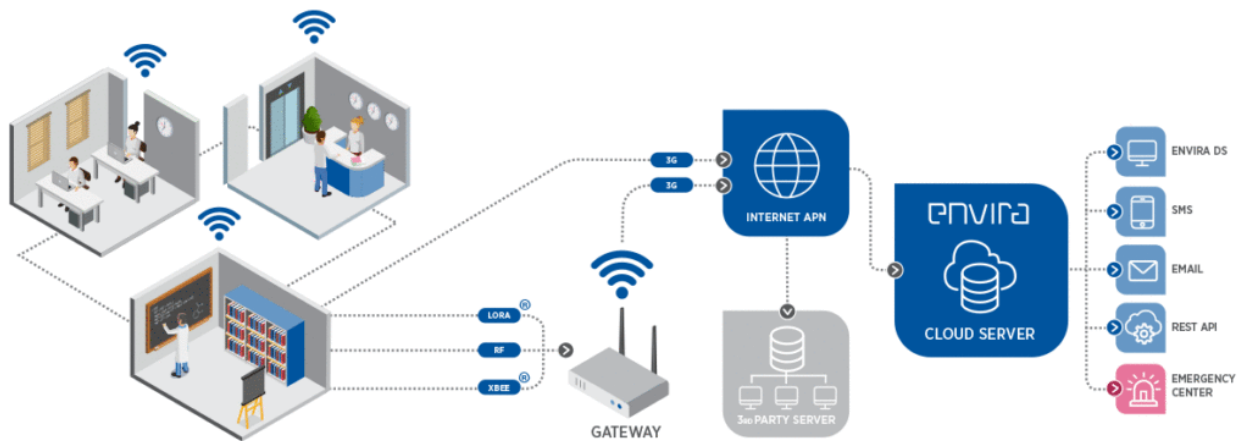 3G
3G
INTERNET APN
LORA
®
RF
XBEE
®
GATEWAY
3RD PARTY SERVER
envira
CLOUD SERVER
ENVIRA DS
SMS
EMAIL
REST API
EMERGENCY
CENTER